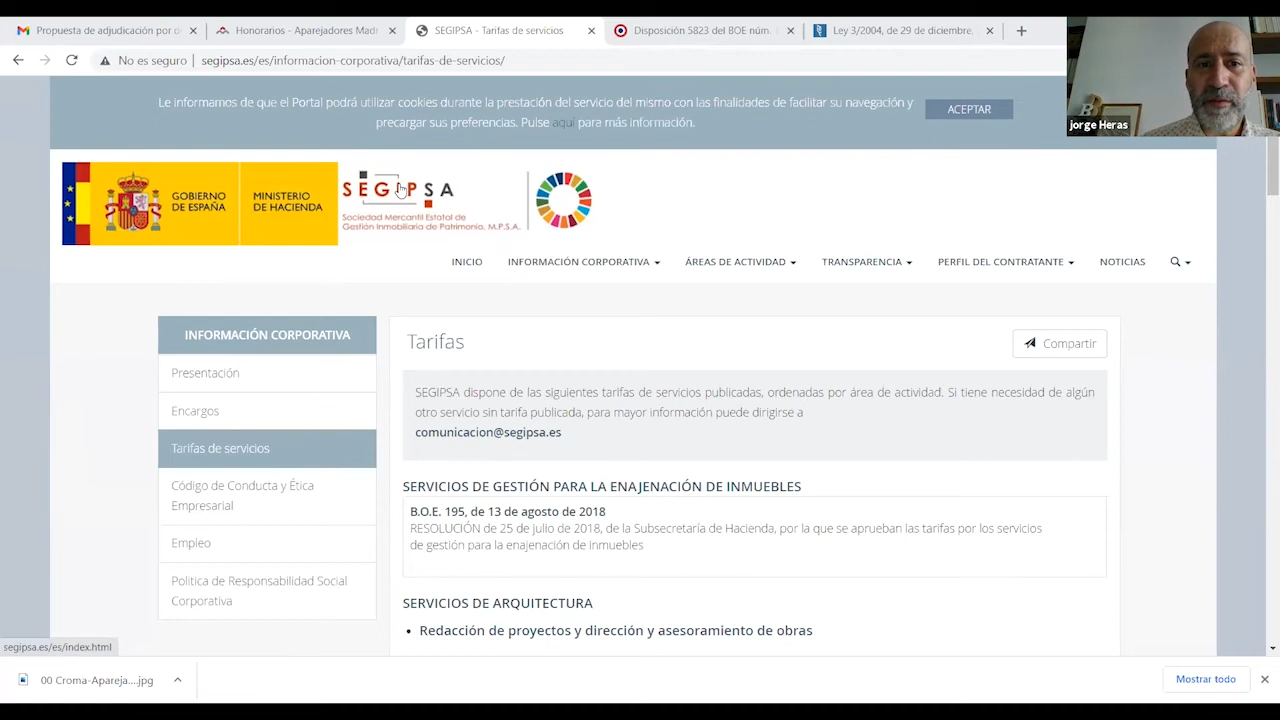 Propuesta de adjudicación por d
Honorarios - Aparejadores Mad
SEGIPSA - Tarifas de servicios
Disposición 5823 del BOE núm.
Ley 3/2004, de 29 de diciembre,
No es seguro
segipsa.es/es/informacion-corporativa/tarifas-de-servicios/
Le informamos de que el Portal podrá utilizar cookies durante la prestación del servicio del mismo con las finalidades de facilitar su navegación y
precargar sus preferencias. Pulse aquí para más información.
ACEPTAR
jorge Heras
GOBIERNO
DE ESPAÑA
MINISTERIO
DE HACIENDA
SEGIPSA
Sociedad Mercantil Estatal de
Gestión Inmobiliaria de Patrimonio, M.P.S.A.
INICIO
INFORMACIÓN CORPORATIVA
ÁREAS DE ACTIVIDAD
TRANSPARENCIA
PERFIL DEL CONTRATANTE
NOTICIAS
INFORMACIÓN CORPORATIVA
Presentación
Encargos
Tarifas de servicios
Código de Conducta y Ética
Empresarial
Empleo
Politica de Responsabilidad Social
Corporativa
Tarifas
Compartir
SEGIPSA dispone de las siguientes tarifas de servicios publicadas, ordenadas por área de actividad. Si tiene necesidad de algún
otro servicio sin tarifa publicada, para mayor información puede dirigirse a
comunicacion@segipsa.es
SERVICIOS DE GESTIÓN PARA LA ENAJENACIÓN DE INMUEBLES
B.O.E. 195, de 13 de agosto de 2018
RESOLUCIÓN de 25 de julio de 2018, de la Subsecretaría de Hacienda, por la que se aprueban las tarifas por los servicios
de gestión para la enajenación de inmuebles
SERVICIOS DE ARQUITECTURA
• Redacción de proyectos y dirección y asesoramiento de obras
segipsa.es/es/index.html
00 Croma-Apareja....jpg
Mostrar todo